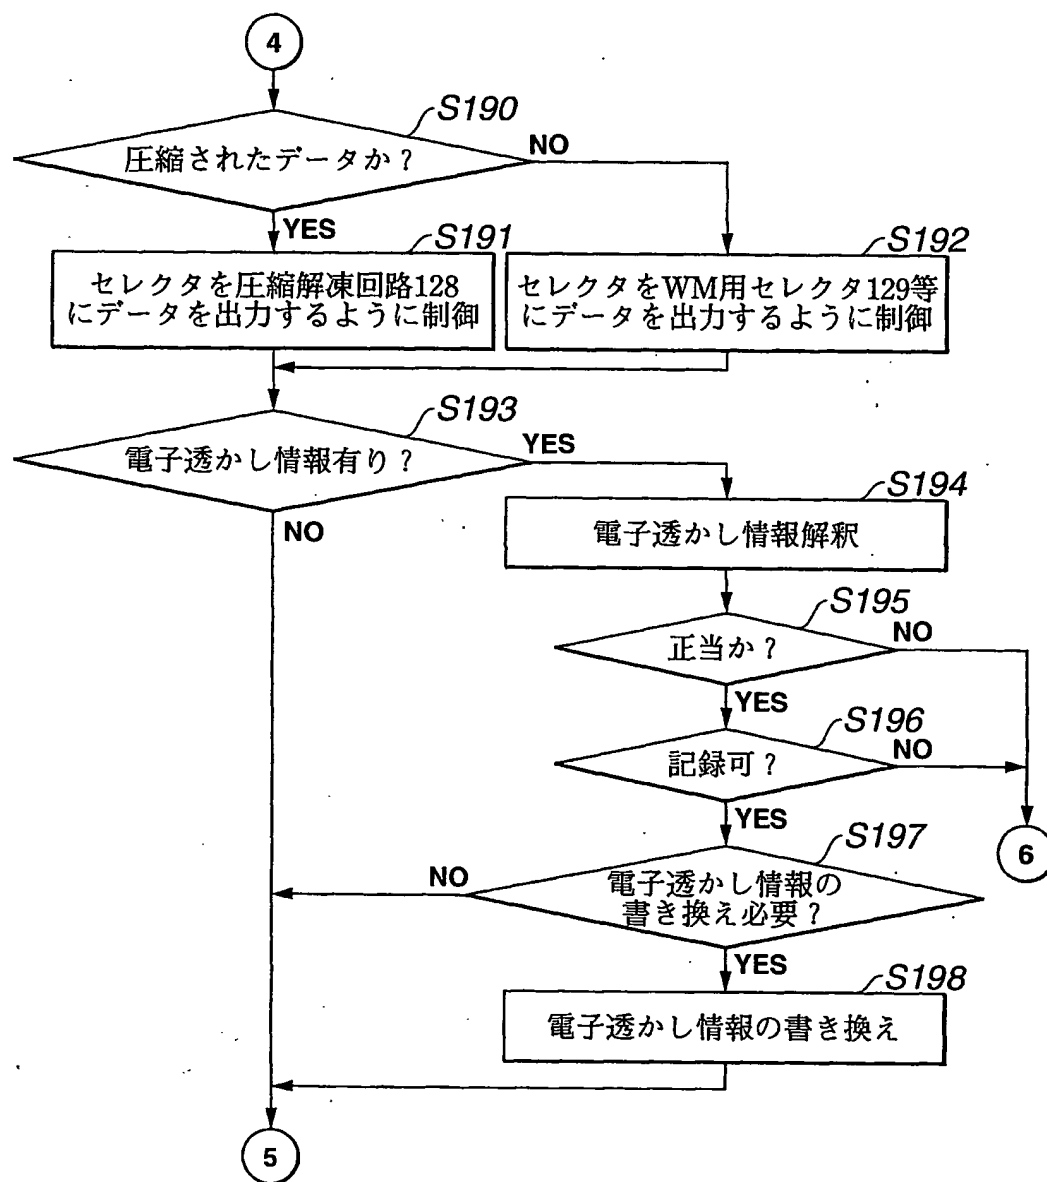 4
S190
圧縮されたデータか？
NO
YES
S191
セレクタを圧縮解凍回路128
にデータを出力するように制御
S192
セレクタをWM用セレクタ129等
にデータを出力するように制御
S193
電子透かし情報有り？
YES
NO
S194
電子透かし情報解釈
S195
正当か？
NO
YES
S196
記録可？
NO
YES
6
S197
電子透かし情報の
書き換え必要？
NO
YES
S198
電子透かし情報の書き換え
5